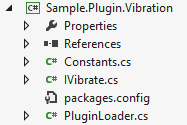 C# Sample.Plugin.Vibration
Properties
References
C# Constants.cs
C# IVibrate.cs
packages.config
C# PluginLoader.cs